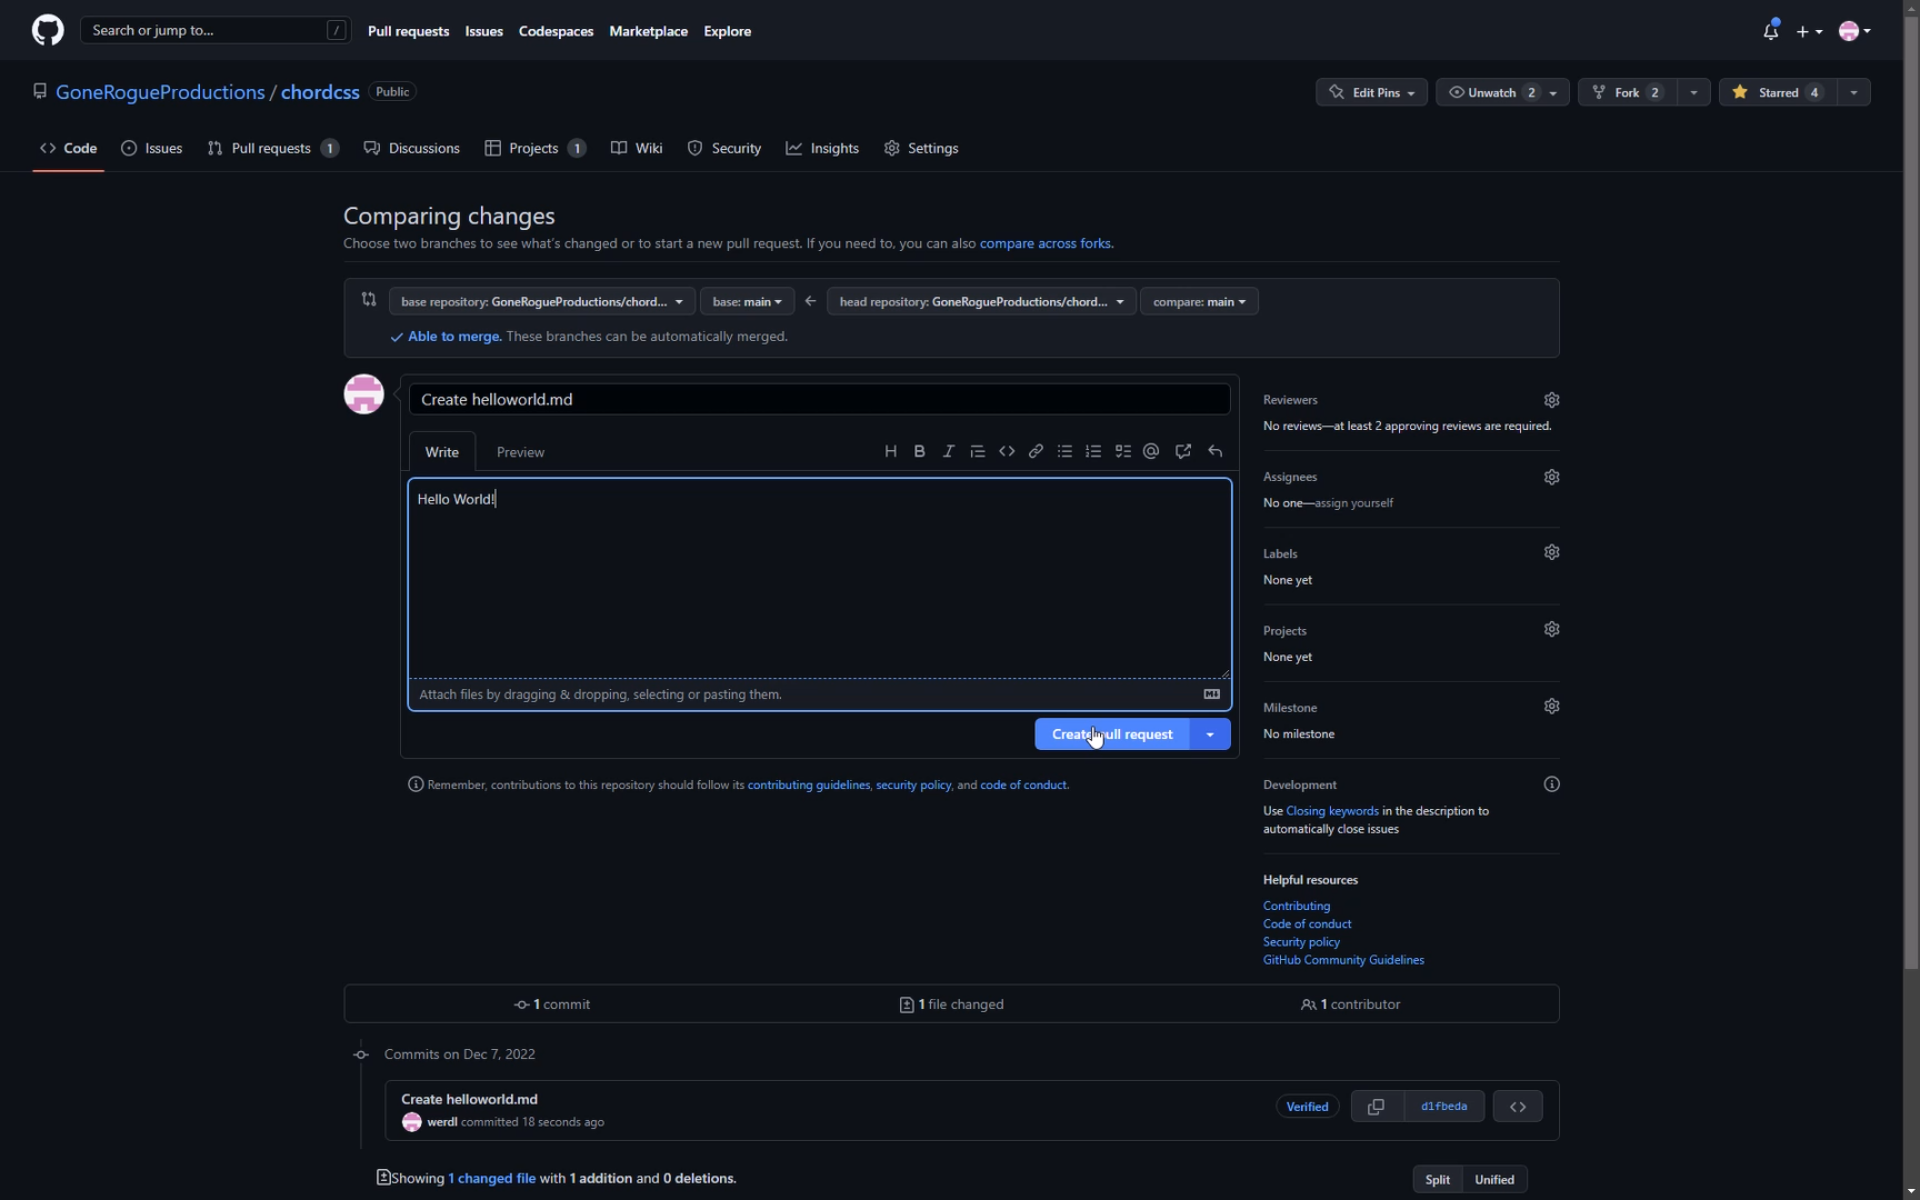 Search or jump to... /
Pull requests Issues Codespaces Marketplace Explore
GoneRogueProductions / chordcss Public
Edit Pins Unwatch 2 Fork 2 Starred 4
Code Issues Pull requests 1 Discussions Projects 1 Wiki Security Insights Settings
Comparing changes
Choose two branches to see what's changed or to start a new pull request. If you need to, you can also compare across forks.
base repository: GoneRogueProductions/chord... base: main ← head repository: GoneRogueProductions/chord... compare: main
Able to merge. These branches can be automatically merged.
Create helloworld.md
Write Preview
Hello World!
Attach files by dragging & dropping, selecting or pasting them.
Create pull request
Remember, contributions to this repository should follow its contributing guidelines, security policy, and code of conduct.
Reviewers
No reviews—at least 2 approving reviews are required.
Assignees
No one—assign yourself
Labels
None yet
Projects
None yet
Milestone
No milestone
Development
Use Closing keywords in the description to
automatically close issues
Helpful resources
Contributing
Code of conduct
Security policy
GitHub Community Guidelines
1 commit 1 file changed 1 contributor
Commits on Dec 7, 2022
Create helloworld.md
werdl committed 18 seconds ago
Verified d1fbeda
Showing 1 changed file with 1 addition and 0 deletions.
Split Unified